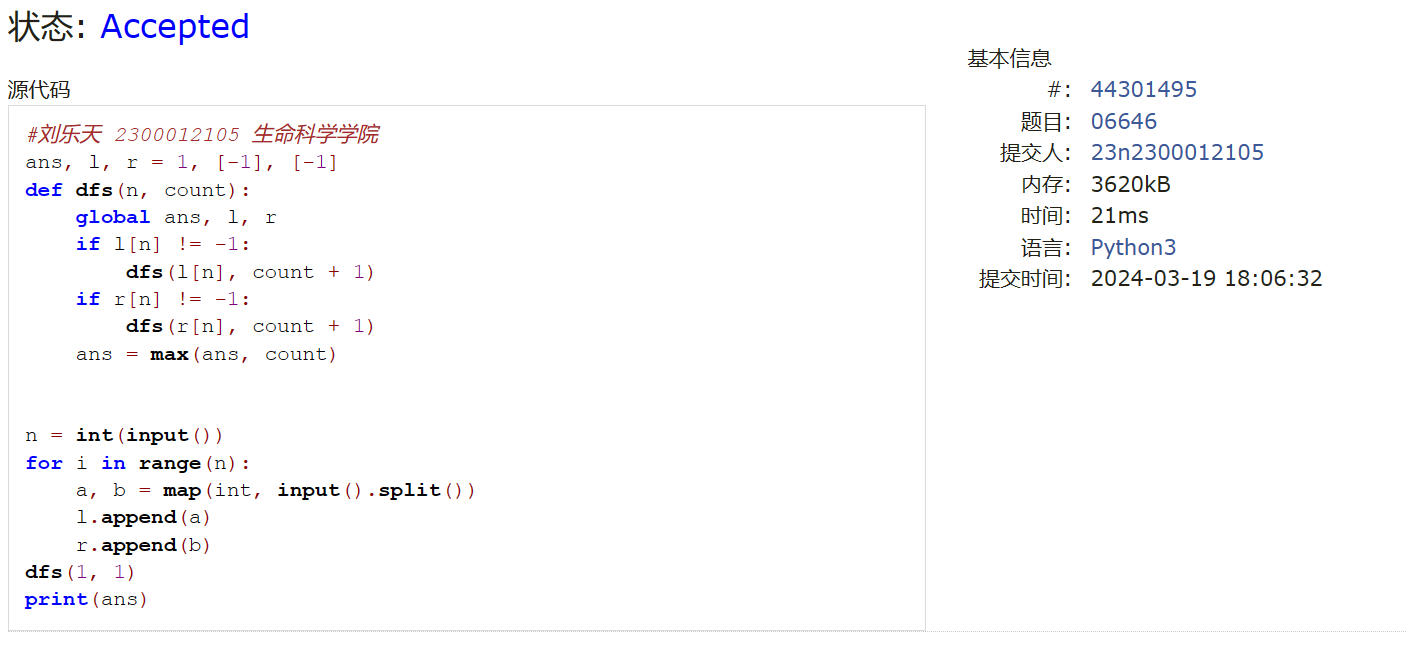 状态: Accepted
源代码
#刘乐天 2300012105 生命科学学院
ans, l, r = 1, [-1], [-1]
def dfs(n, count):
    global ans, l, r
    if l[n] != -1:
        dfs(l[n], count + 1)
    if r[n] != -1:
        dfs(r[n], count + 1)
    ans = max(ans, count)
n = int(input())
for i in range(n):
    a, b = map(int, input().split())
    l.append(a)
    r.append(b)
dfs(1, 1)
print(ans)
基本信息
#: 44301495
题目: 06646
提交人: 23n2300012105
内存: 3620kB
时间: 21ms
语言: Python3
提交时间: 2024-03-19 18:06:32